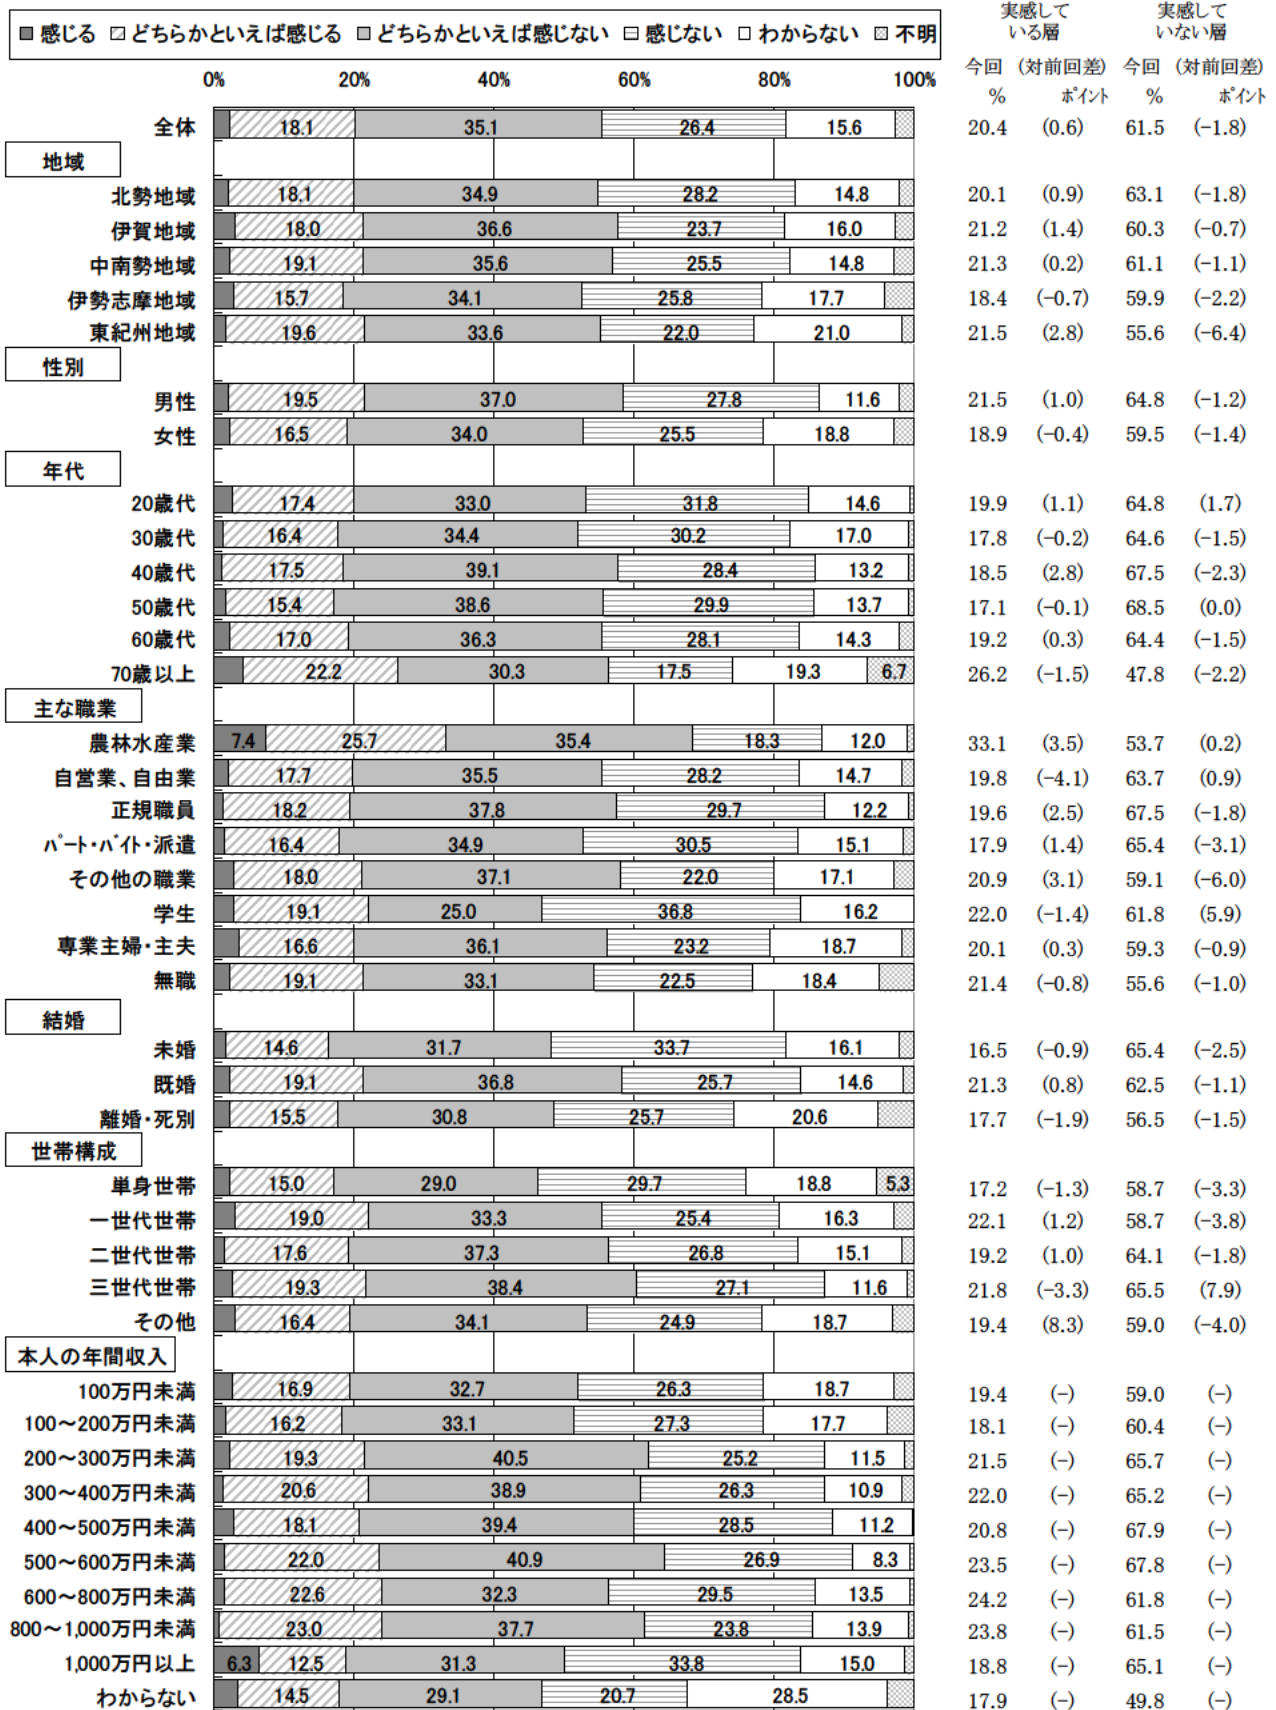 実感して 実感して
いる層 いない層
感じる どちらかといえば感じる どちらかといえば感じない 感じない わからない 不明
今回 (対前回差) 今回 (対前回差)
0% 20% 40% 60% 80% 100%
% ポイント % ポイント
全体 18.1 35.1 26.4 15.6 20.4 (0.6) 61.5 (-1.8)
地域
北勢地域 18.1 34.9 28.2 14.8 20.1 (0.9) 63.1 (-1.8)
伊賀地域 18.0 36.6 23.7 16.0 21.2 (1.4) 60.3 (-0.7)
中南勢地域 19.1 35.6 25.5 14.8 21.3 (0.2) 61.1 (-1.1)
伊勢志摩地域 15.7 34.1 25.8 17.7 18.4 (-0.7) 59.9 (-2.2)
東紀州地域 19.6 33.6 22.0 21.0 21.5 (2.8) 55.6 (-6.4)
性別
男性 19.5 37.0 27.8 11.6 21.5 (1.0) 64.8 (-1.2)
女性 16.5 34.0 25.5 18.8 18.9 (-0.4) 59.5 (-1.4)
年代
20歳代 17.4 33.0 31.8 14.6 19.9 (1.1) 64.8 (1.7)
30歳代 16.4 34.4 30.2 17.0 17.8 (-0.2) 64.6 (-1.5)
40歳代 17.5 39.1 28.4 13.2 18.5 (2.8) 67.5 (-2.3)
50歳代 15.4 38.6 29.9 13.7 17.1 (-0.1) 68.5 (0.0)
60歳代 17.0 36.3 28.1 14.3 19.2 (0.3) 64.4 (-1.5)
70歳以上 22.2 30.3 17.5 19.3 6.7 26.2 (-1.5) 47.8 (-2.2)
主な職業
農林水産業 7.4 25.7 35.4 18.3 12.0 33.1 (3.5) 53.7 (0.2)
自営業、自由業 17.7 35.5 28.2 14.7 19.8 (-4.1) 63.7 (0.9)
正規職員 18.2 37.8 29.7 12.2 19.6 (2.5) 67.5 (-1.8)
パート・バイト・派遣 16.4 34.9 30.5 15.1 17.9 (1.4) 65.4 (-3.1)
その他の職業 18.0 37.1 22.0 17.1 20.9 (3.1) 59.1 (-6.0)
学生 19.1 25.0 36.8 16.2 22.0 (-1.4) 61.8 (5.9)
専業主婦・主夫 16.6 36.1 23.2 18.7 20.1 (0.3) 59.3 (-0.9)
無職 19.1 33.1 22.5 18.4 21.4 (-0.8) 55.6 (-1.0)
結婚
未婚 14.6 31.7 33.7 16.1 16.5 (-0.9) 65.4 (-2.5)
既婚 19.1 36.8 25.7 14.6 21.3 (0.8) 62.5 (-1.1)
離婚・死別 15.5 30.8 25.7 20.6 17.7 (-1.9) 56.5 (-1.5)
世帯構成
単身世帯 15.0 29.0 29.7 18.8 5.3 17.2 (-1.3) 58.7 (-3.3)
一世代世帯 19.0 33.3 25.4 16.3 22.1 (1.2) 58.7 (-3.8)
二世代世帯 17.6 37.3 26.8 15.1 19.2 (1.0) 64.1 (-1.8)
三世代世帯 19.3 38.4 27.1 11.6 21.8 (-3.3) 65.5 (7.9)
その他 16.4 34.1 24.9 18.7 19.4 (8.3) 59.0 (-4.0)
本人の年間収入
100万円未満 16.9 32.7 26.3 18.7 19.4 (-) 59.0 (-)
100～200万円未満 16.2 33.1 27.3 17.7 18.1 (-) 60.4 (-)
200～300万円未満 19.3 40.5 25.2 11.5 21.5 (-) 65.7 (-)
300～400万円未満 20.6 38.9 26.3 10.9 22.0 (-) 65.2 (-)
400～500万円未満 18.1 39.4 28.5 11.2 20.8 (-) 67.9 (-)
500～600万円未満 22.0 40.9 26.9 8.3 23.5 (-) 67.8 (-)
600～800万円未満 22.6 32.3 29.5 13.5 24.2 (-) 61.8 (-)
800～1,000万円未満 23.0 37.7 23.8 13.9 23.8 (-) 61.5 (-)
1,000万円以上 6.3 12.5 31.3 33.8 15.0 18.8 (-) 65.1 (-)
わからない 14.5 29.1 20.7 28.5 17.9 (-) 49.8 (-)